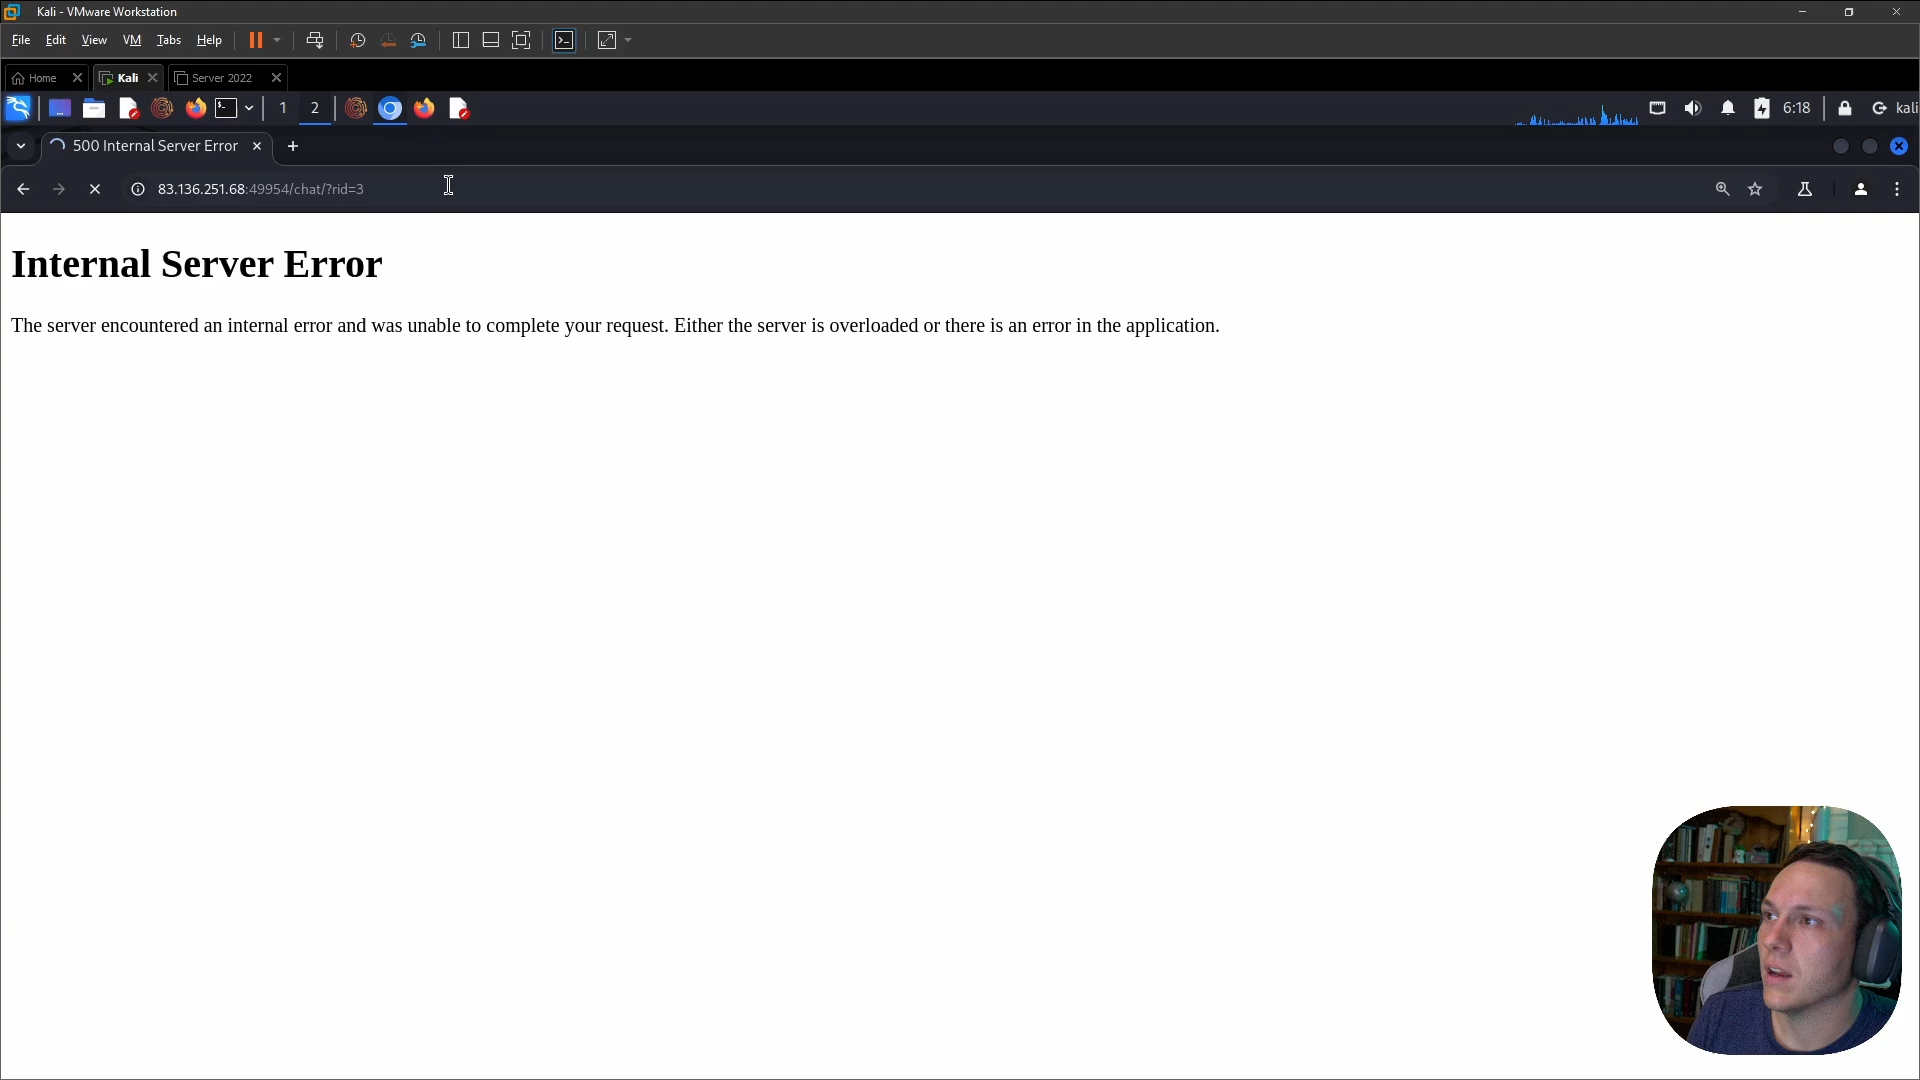 Kali - VMware Workstation
File Edit View VM Tabs Help
Home Kali Server 2022
1 2 6:18 kali
500 Internal Server Error
83.136.251.68:49954/chat/?rid=3
Internal Server Error
The server encountered an internal error and was unable to complete your request. Either the server is overloaded or there is an error in the application.